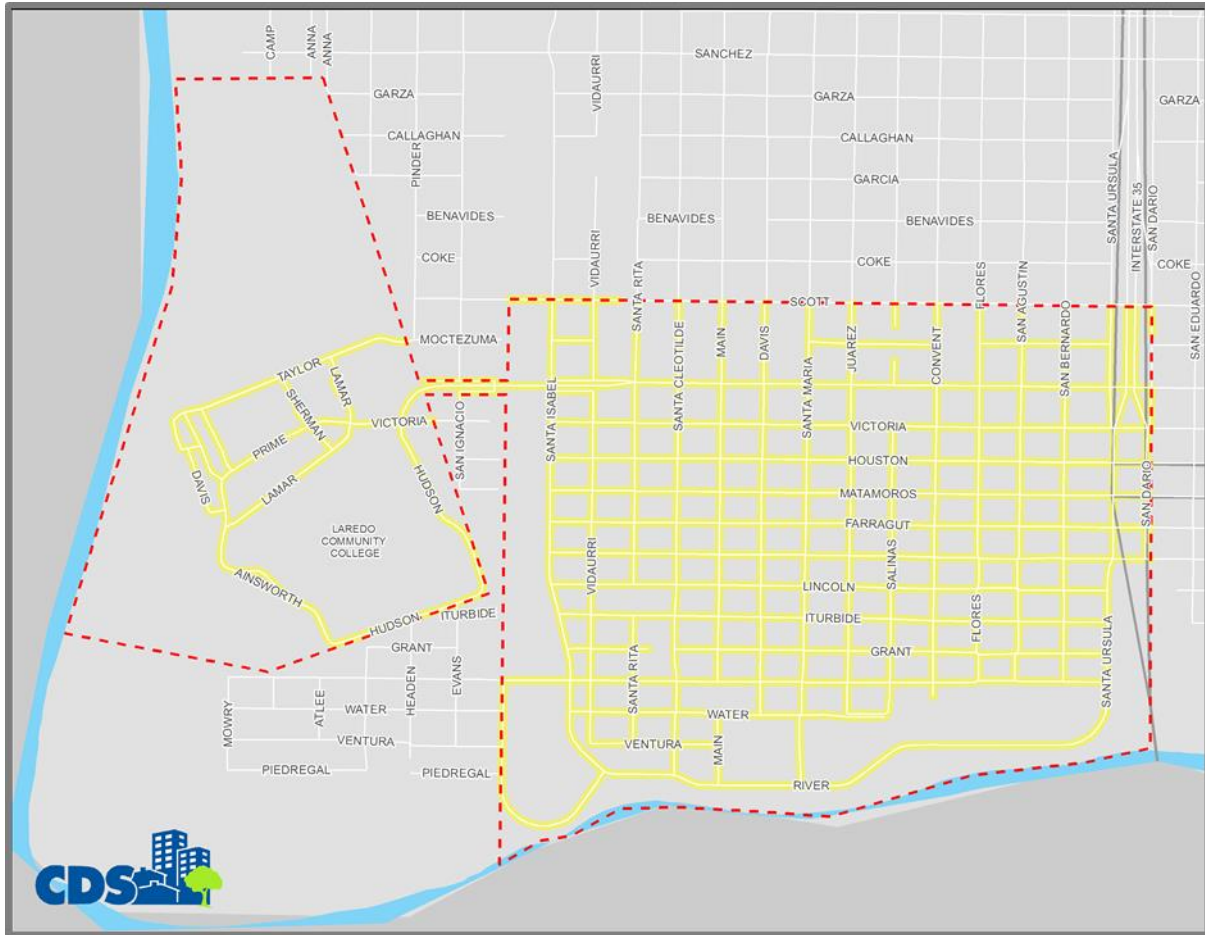 CAMP
ANNA
ANNA
SANCHEZ
VIDAURRI
GARZA
GARZA
GARZA
CALLAGHAN
CALLAGHAN
PINDER
GARCIA
SANTA URSULA
INTERSTATE 35
SAN DARIO
BENAVIDES
BENAVIDES
BENAVIDES
COKE
VIDAURRI
SANTA RITA
COKE
FLORES
SAN AGUSTIN
COKE
SCOTT
SAN EDUARDO
MOCTEZUMA
SANTA CLEOTILDE
MAIN
DAVIS
SANTA MARIA
JUAREZ
CONVENT
SAN BERNARDO
TAYLOR
LAMAR
SHERMAN
VICTORIA
SAN IGNACIO
SANTA ISABEL
VICTORIA
PRIME
HOUSTON
DAVIS
LAMAR
HUDSON
MATAMOROS
SAN DARIO
LAREDO
COMMUNITY
COLLEGE
FARRAGUT
VIDAURRI
SALINAS
AINSWORTH
LINCOLN
HUDSON
ITURBIDE
ITURBIDE
FLORES
GRANT
GRANT
SANTA URSULA
EVANS
HEADEN
SANTA RITA
ATLEE
MOWRY
WATER
WATER
VENTURA
VENTURA
MAIN
PIEDREGAL
PIEDREGAL
RIVER
CDS